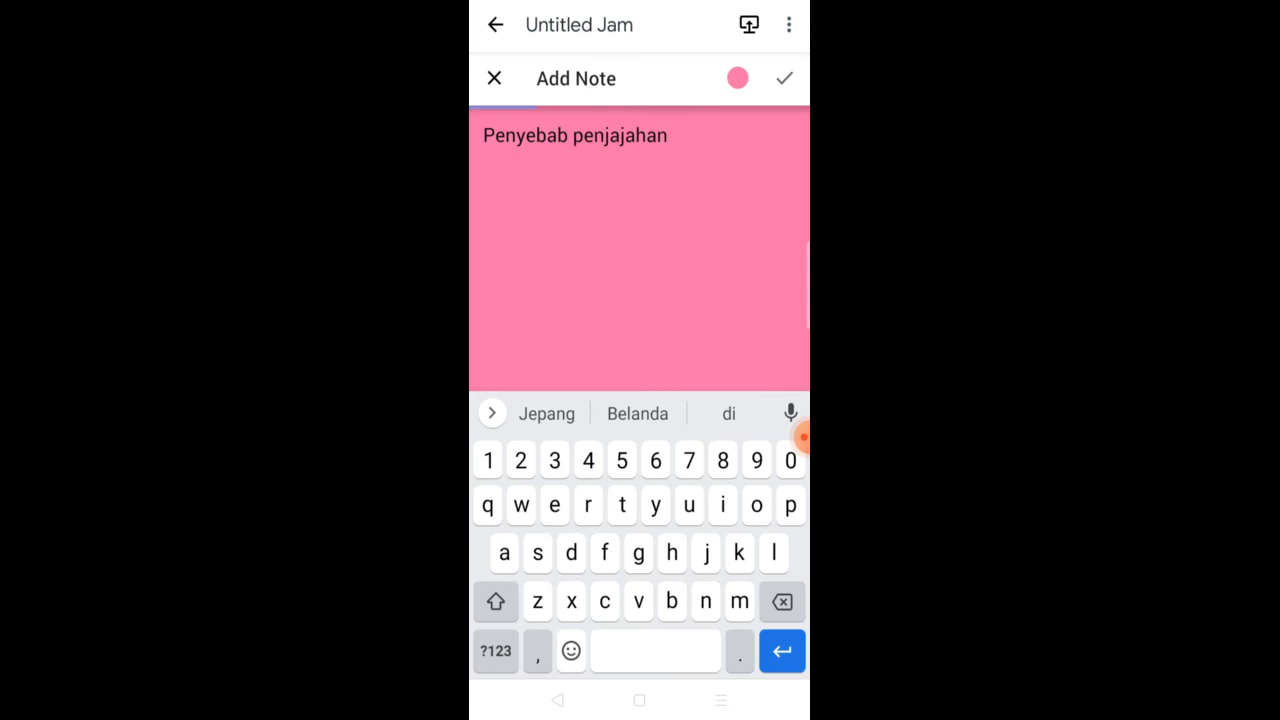 Untitled Jam
Add Note
Penyebab penjajahan
Jepang Belanda di
1 2 3 4 5 6 7 8 9 0
q w e r t y u i o p
a s d f g h j k l
z x c v b n m
?123 , .